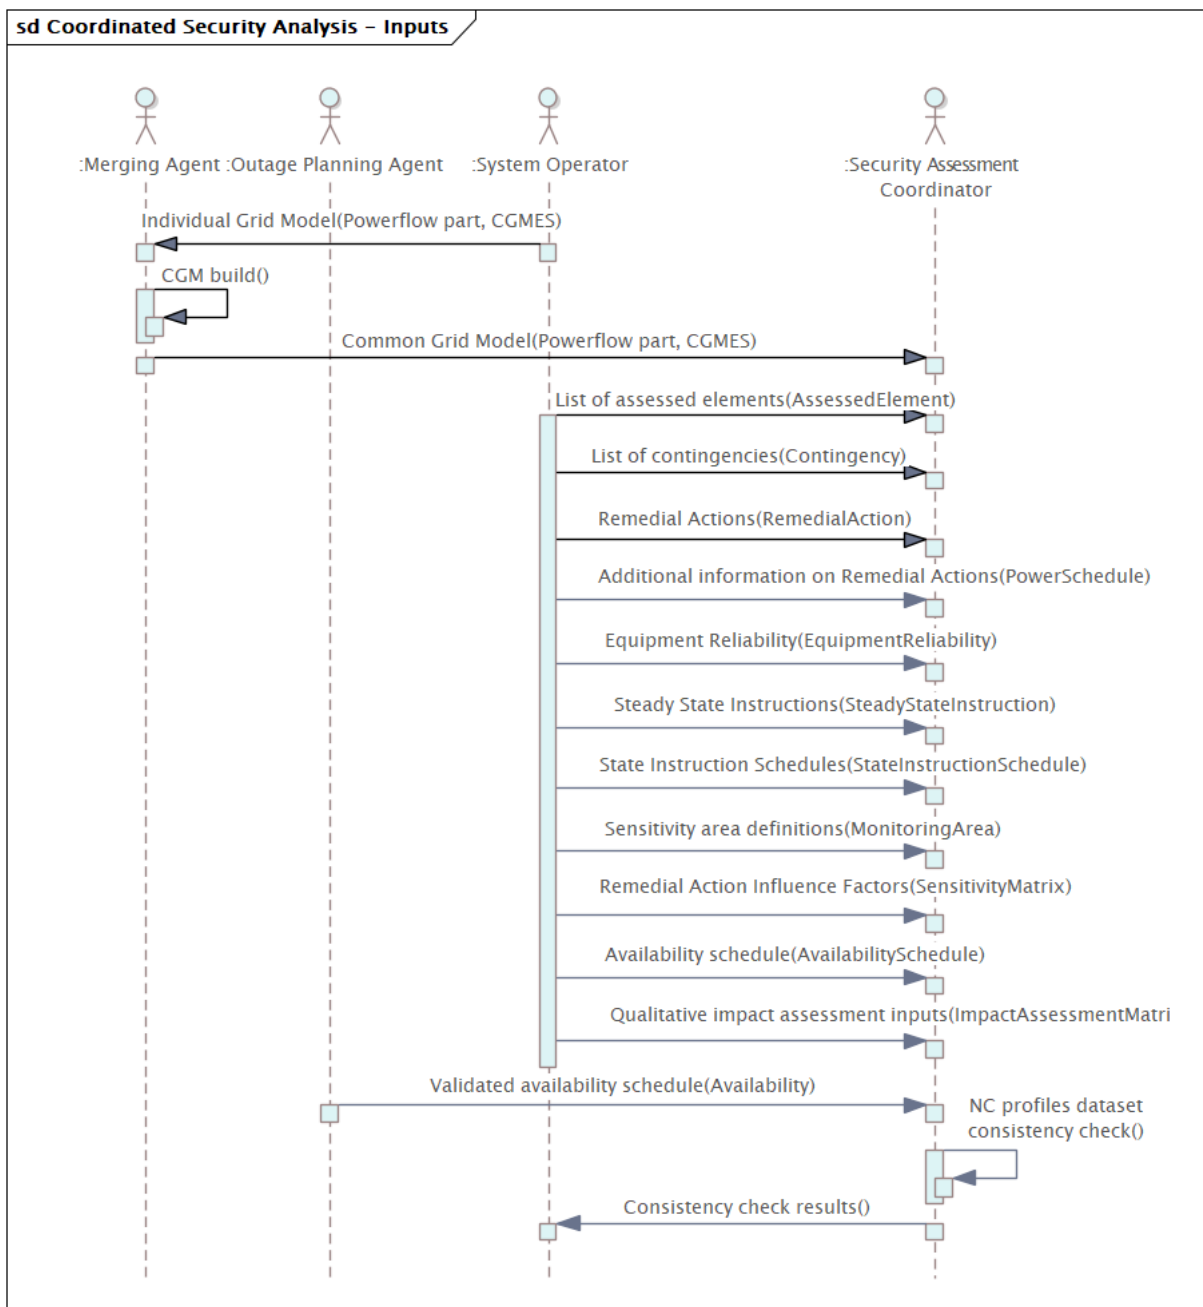 sd Coordinated Security Analysis – Inputs
:Merging Agent
:Outage Planning Agent
:System Operator
:Security Assessment
Coordinator
Individual Grid Model(Powerflow part, CGMES)
CGM build()
Common Grid Model(Powerflow part, CGMES)
List of assessed elements(AssessedElement)
List of contingencies(Contingency)
Remedial Actions(RemedialAction)
Additional information on Remedial Actions(PowerSchedule)
Equipment Reliability(EquipmentReliability)
Steady State Instructions(SteadyStateInstruction)
State Instruction Schedules(StateInstructionSchedule)
Sensitivity area definitions(MonitoringArea)
Remedial Action Influence Factors(SensitivityMatrix)
Availability schedule(AvailabilitySchedule)
Qualitative impact assessment inputs(ImpactAssessmentMatri
Validated availability schedule(Availability)
NC profiles dataset
consistency check()
Consistency check results()